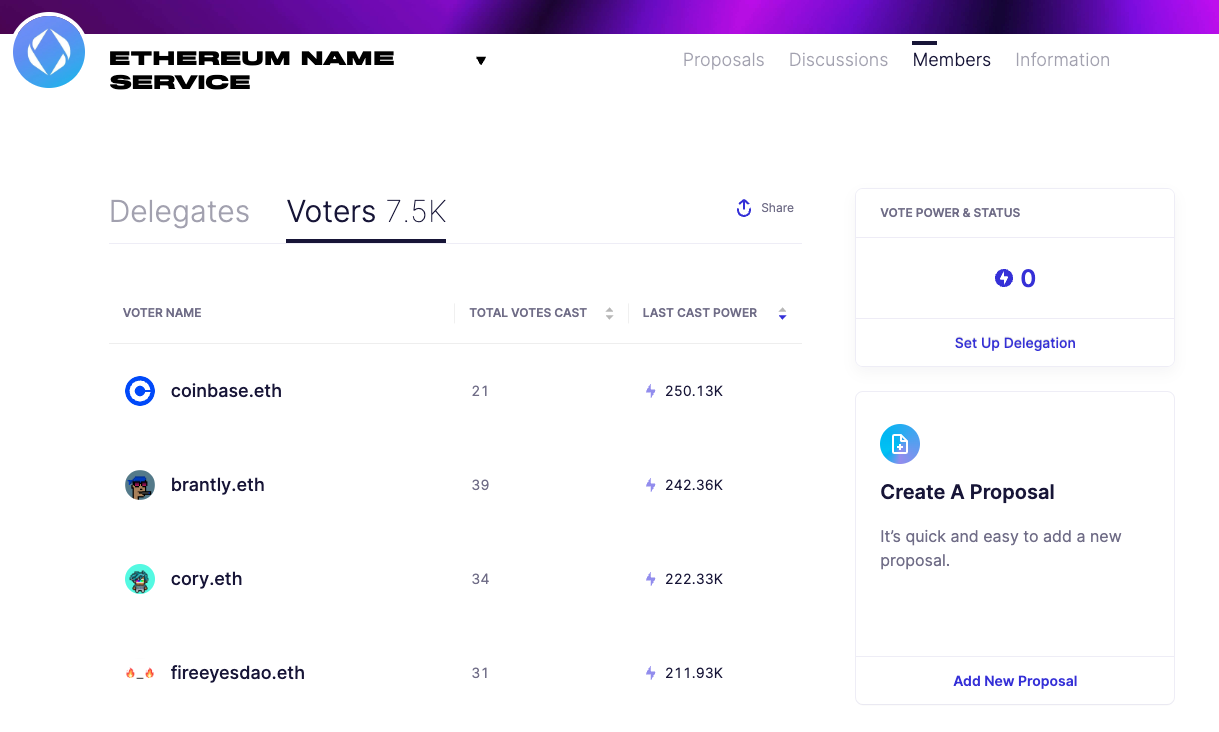 ETHEREUM NAME
SERVICE
Proposals Discussions Members Information
Delegates Voters 7.5K Share
VOTER NAME TOTAL VOTES CAST LAST CAST POWER
coinbase.eth 21 250.13K
brantly.eth 39 242.36K
cory.eth 34 222.33K
fireeyesdao.eth 31 211.93K
VOTE POWER & STATUS
0
Set Up Delegation
Create A Proposal
It’s quick and easy to add a new
proposal.
Add New Proposal